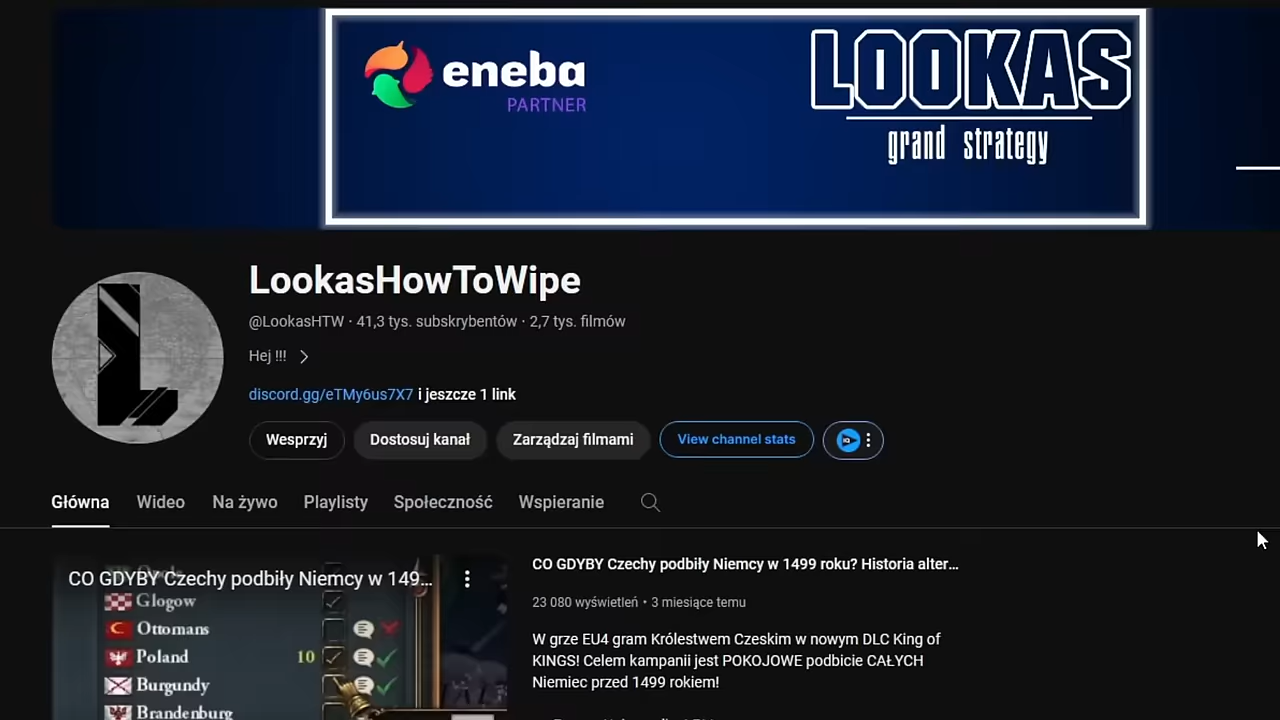 eneba
PARTNER
LOOKAS
grand strategy
LookasHowToWipe
@LookasHTW · 41,3 tys. subskrybentów · 2,7 tys. filmów
Hej !!!
discord.gg/eTMy6us7X7 i jeszcze 1 link
Wesprzyj
Dostosuj kanał
Zarządzaj filmami
View channel stats
Główna
Wideo
Na żywo
Playlisty
Społeczność
Wspieranie
CO GDYBY Czechy podbiły Niemcy w 149...
Glogow
Ottomans
Poland 10
Burgundy
Brandenburg
CO GDYBY Czechy podbiły Niemcy w 1499 roku? Historia alter...
23 080 wyświetleń • 3 miesiące temu
W grze EU4 gram Królestwem Czeskim w nowym DLC King of
KINGS! Celem kampanii jest POKOJOWE podbicie CAŁYCH
Niemiec przed 1499 rokiem!